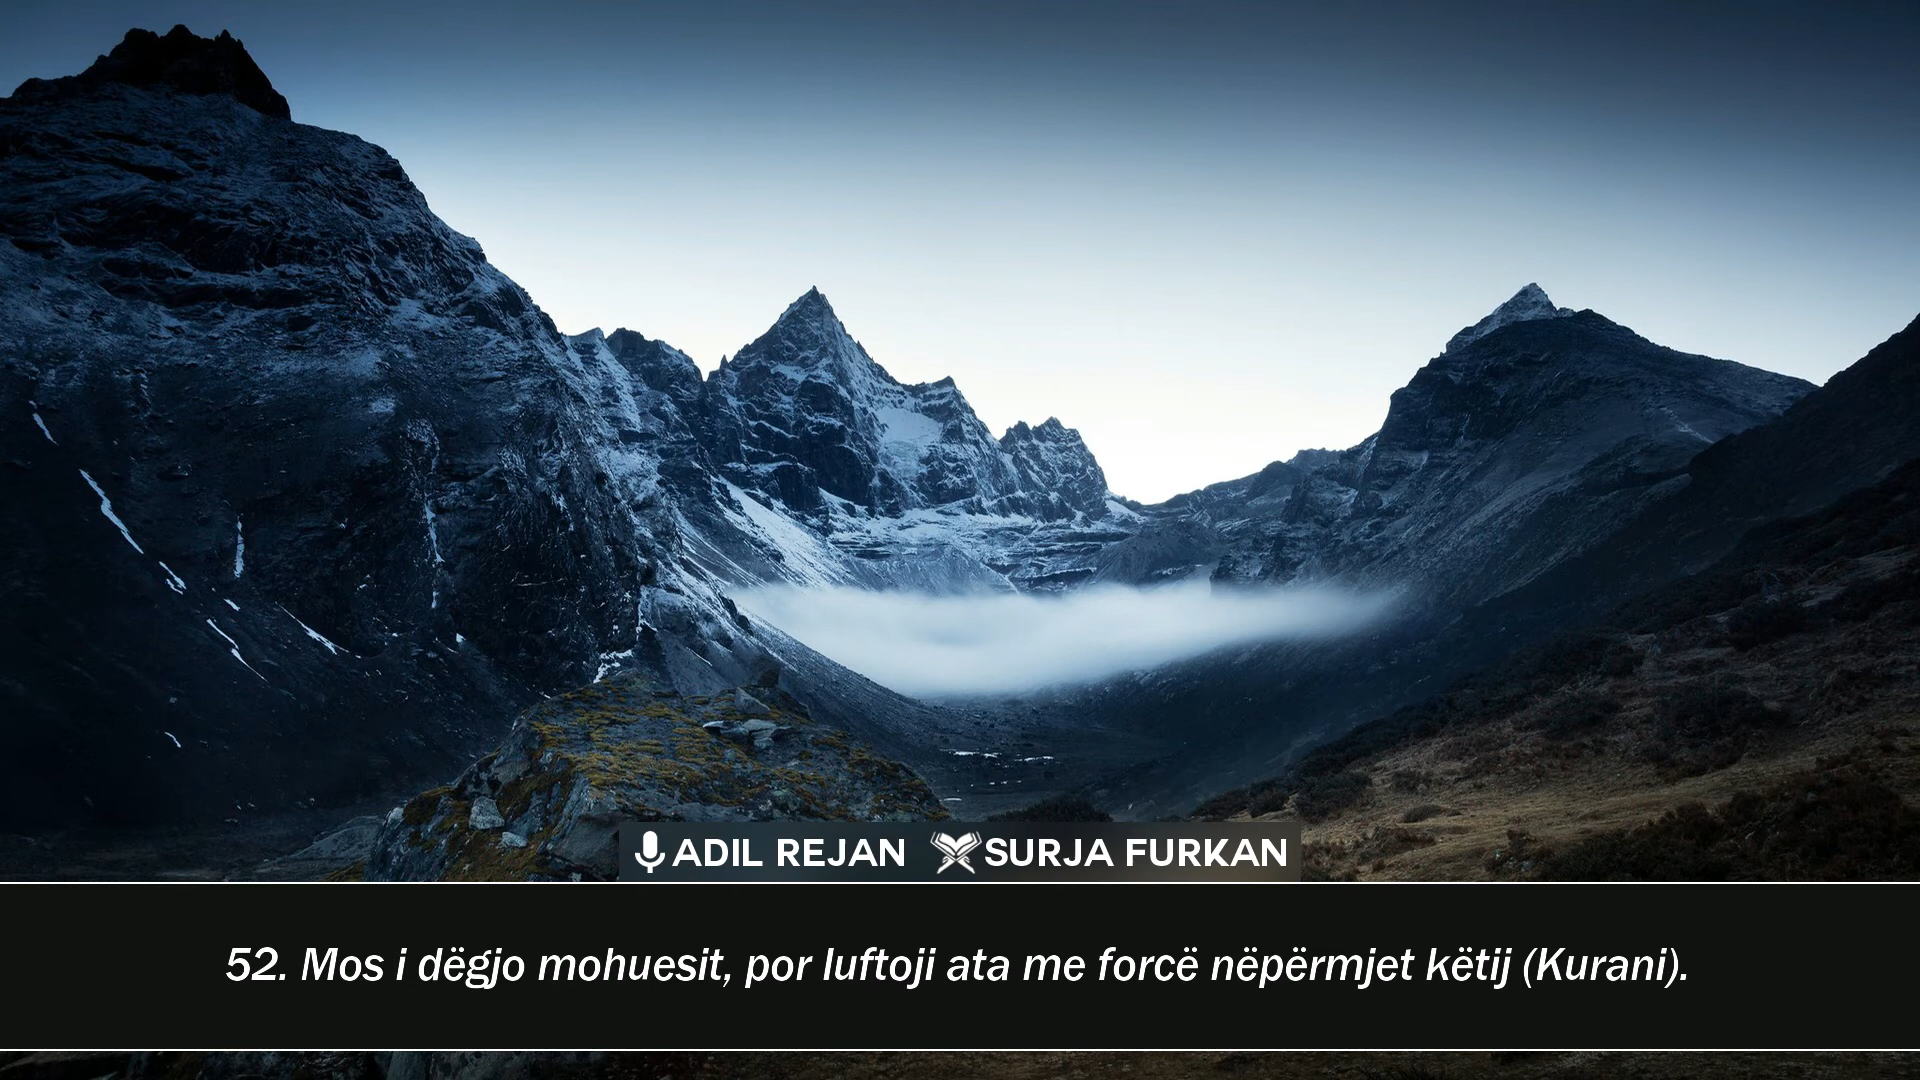 ADIL REJAN SURJA FURKAN
52. Mos i dëgjo mohuesit, por luftoji ata me forcë nëpërmjet këtij (Kurani).